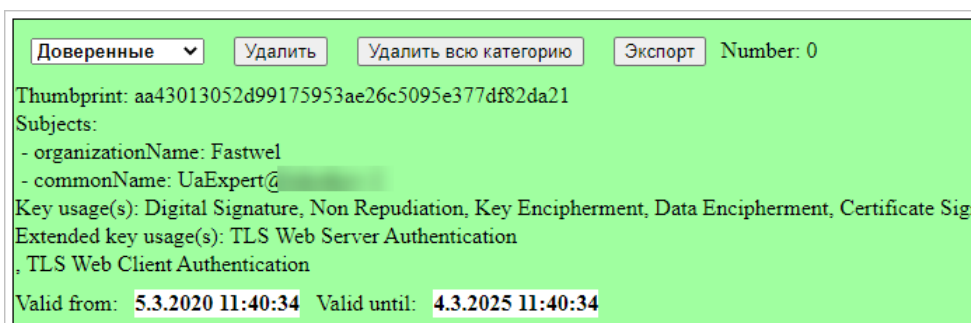 Доверенные Удалить Удалить всю категорию Экспорт Number: 0
Thumbprint: aa43013052d99175953ae26c5095e377df82da21
Subjects:
- organizationName: Fastwel
- commonName: UaExpert@
Key usage(s): Digital Signature, Non Repudiation, Key Encipherment, Data Encipherment, Certificate Sig
Extended key usage(s): TLS Web Server Authentication
, TLS Web Client Authentication
Valid from: 5.3.2020 11:40:34 Valid until: 4.3.2025 11:40:34